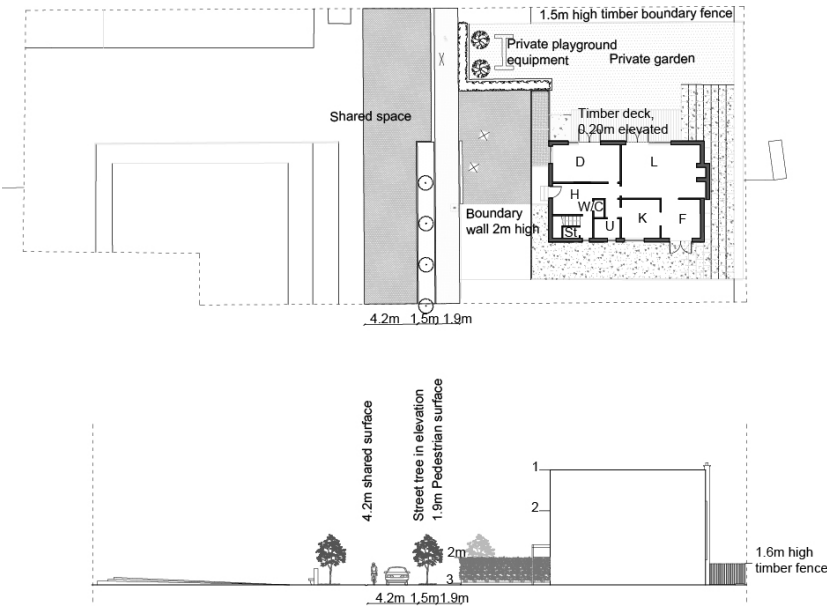 1.5m high timber boundary fence
Private playground
equipment
Private garden
Shared space
Timber deck,
0.20m elevated
D
L
H
W/C
K
F
U
St
Boundary
wall 2m high
4.2m 1.5m 1.9m
4.2m shared surface
Street tree in elevation
1.9m Pedestrian surface
1
2
2m
3
1.6m high
timber fence
4.2m 1.5m 1.9m